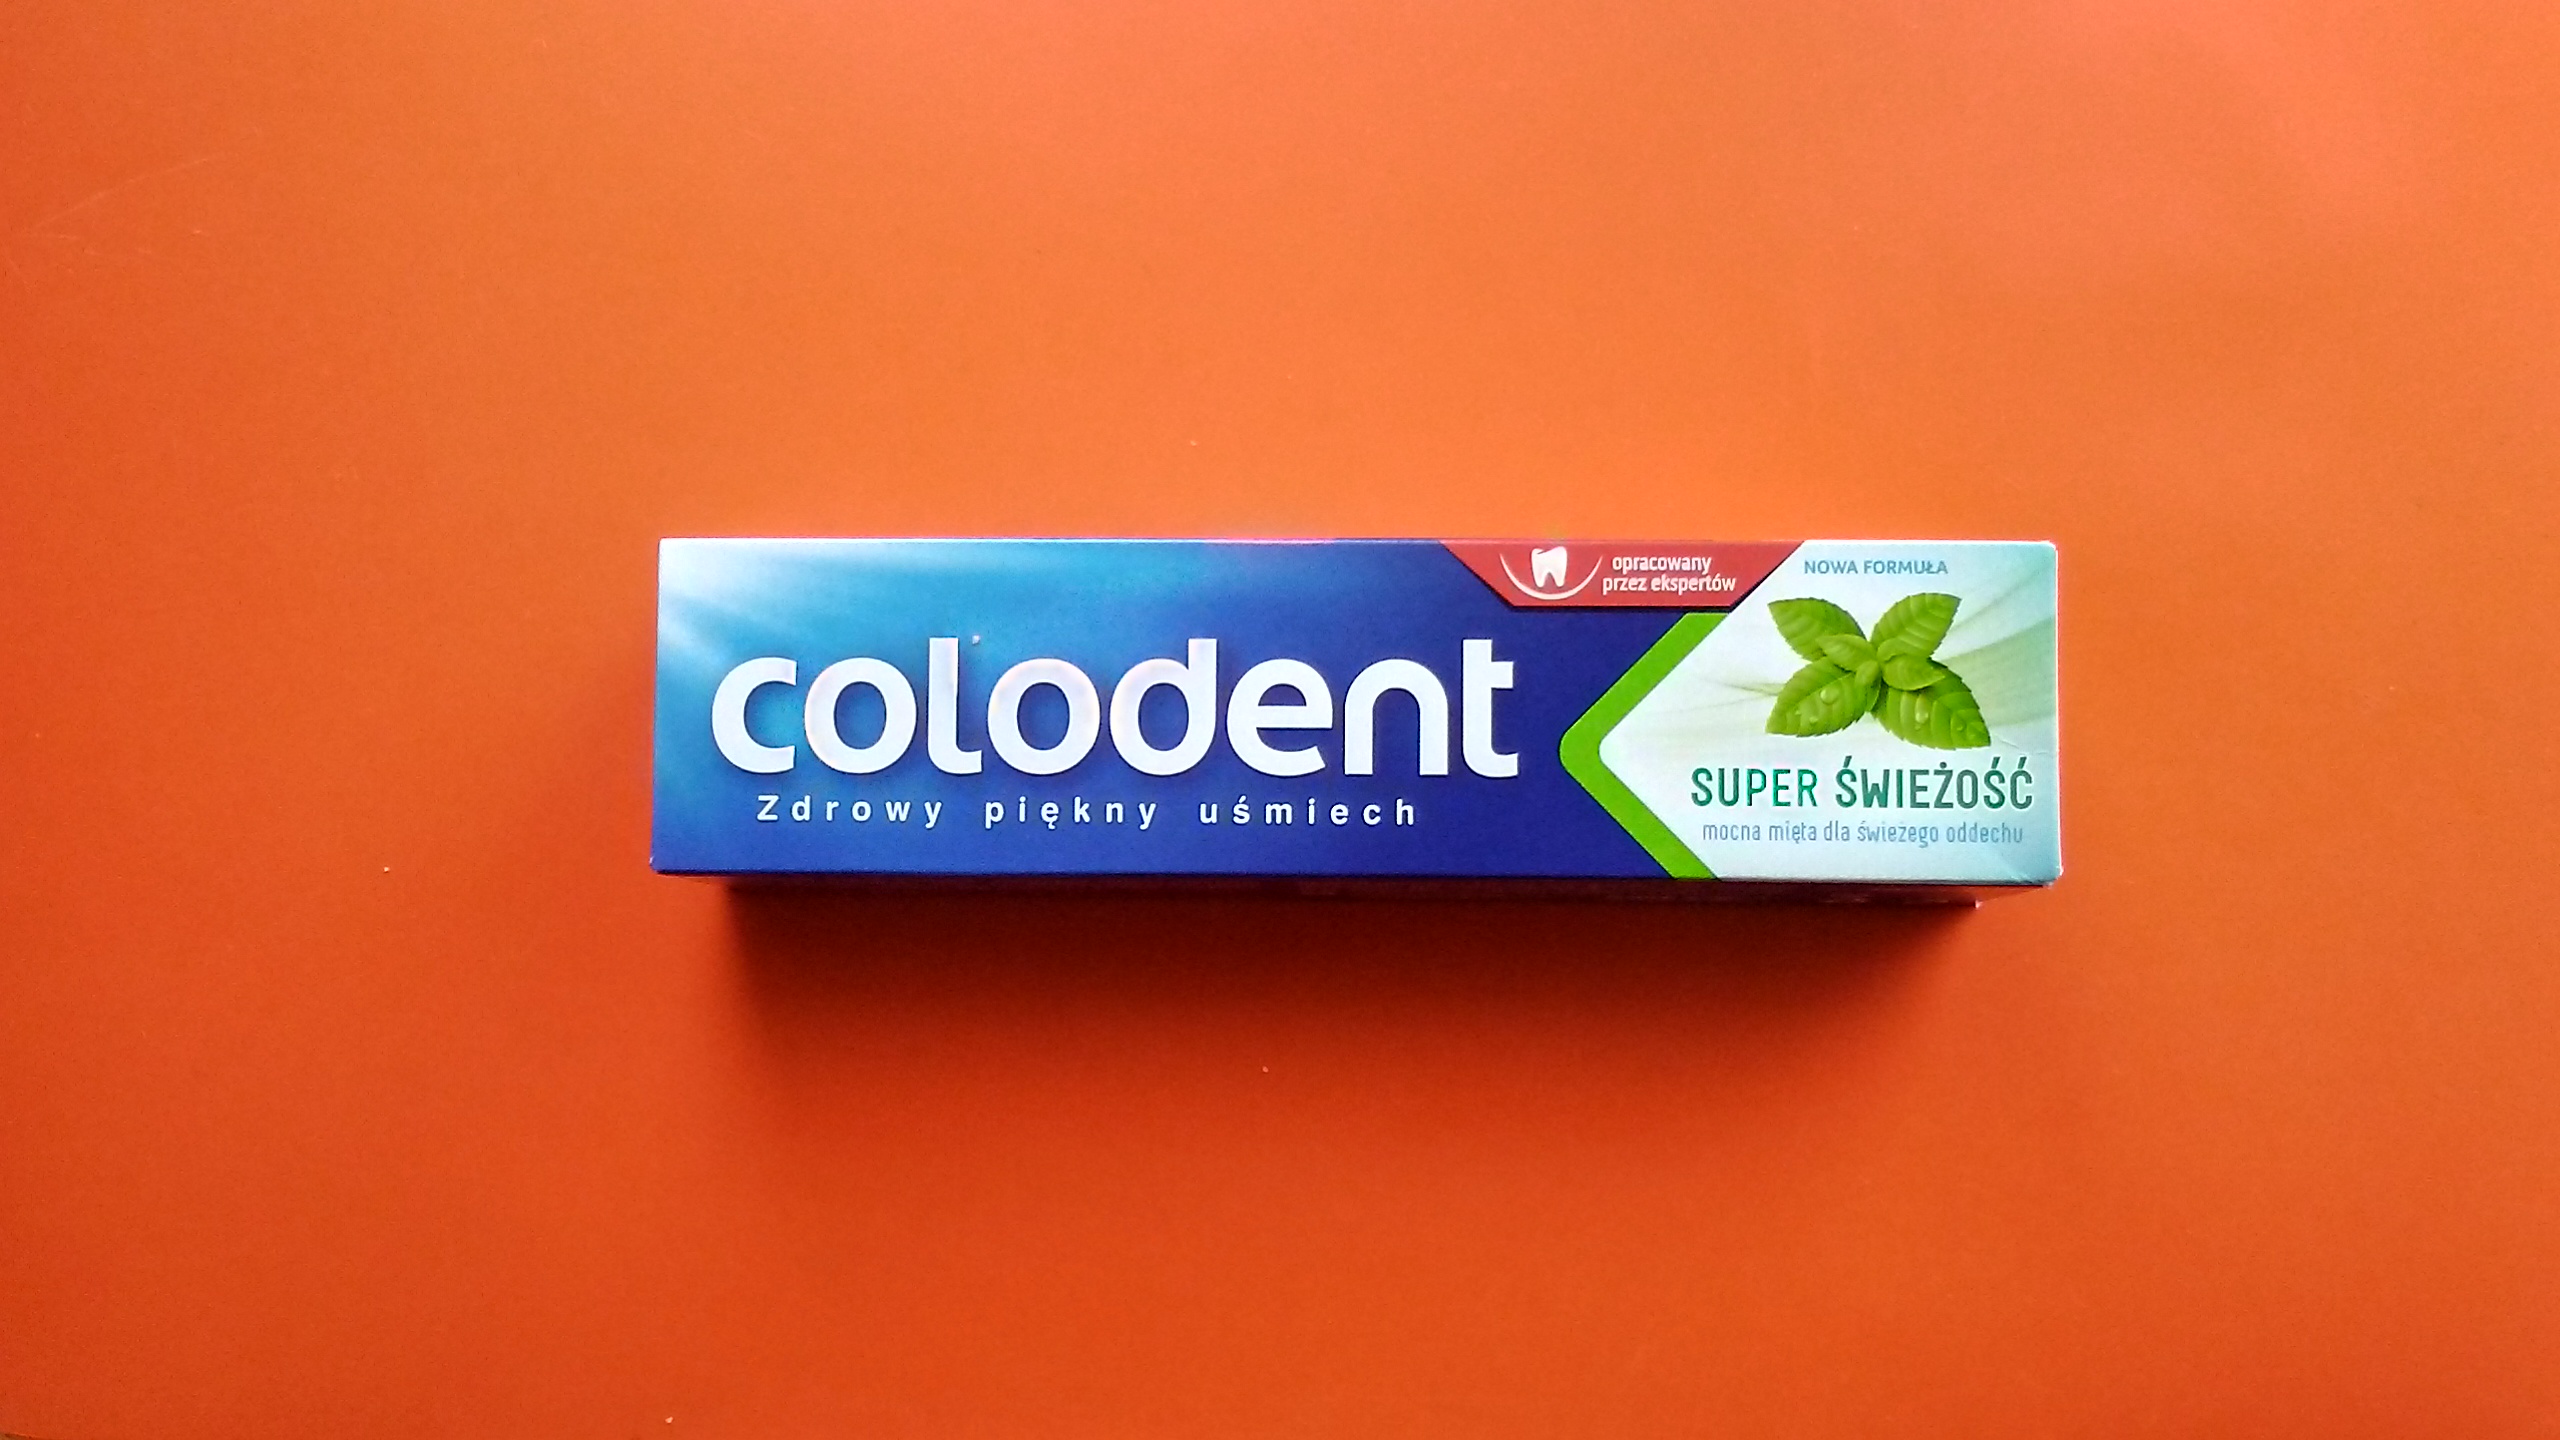 opracowany
przez ekspertów
NOWA FORMUŁA
colodent
Zdrowy piękny uśmiech
SUPER ŚWIEŻOŚĆ
mocna mięta dla świeżego oddechu